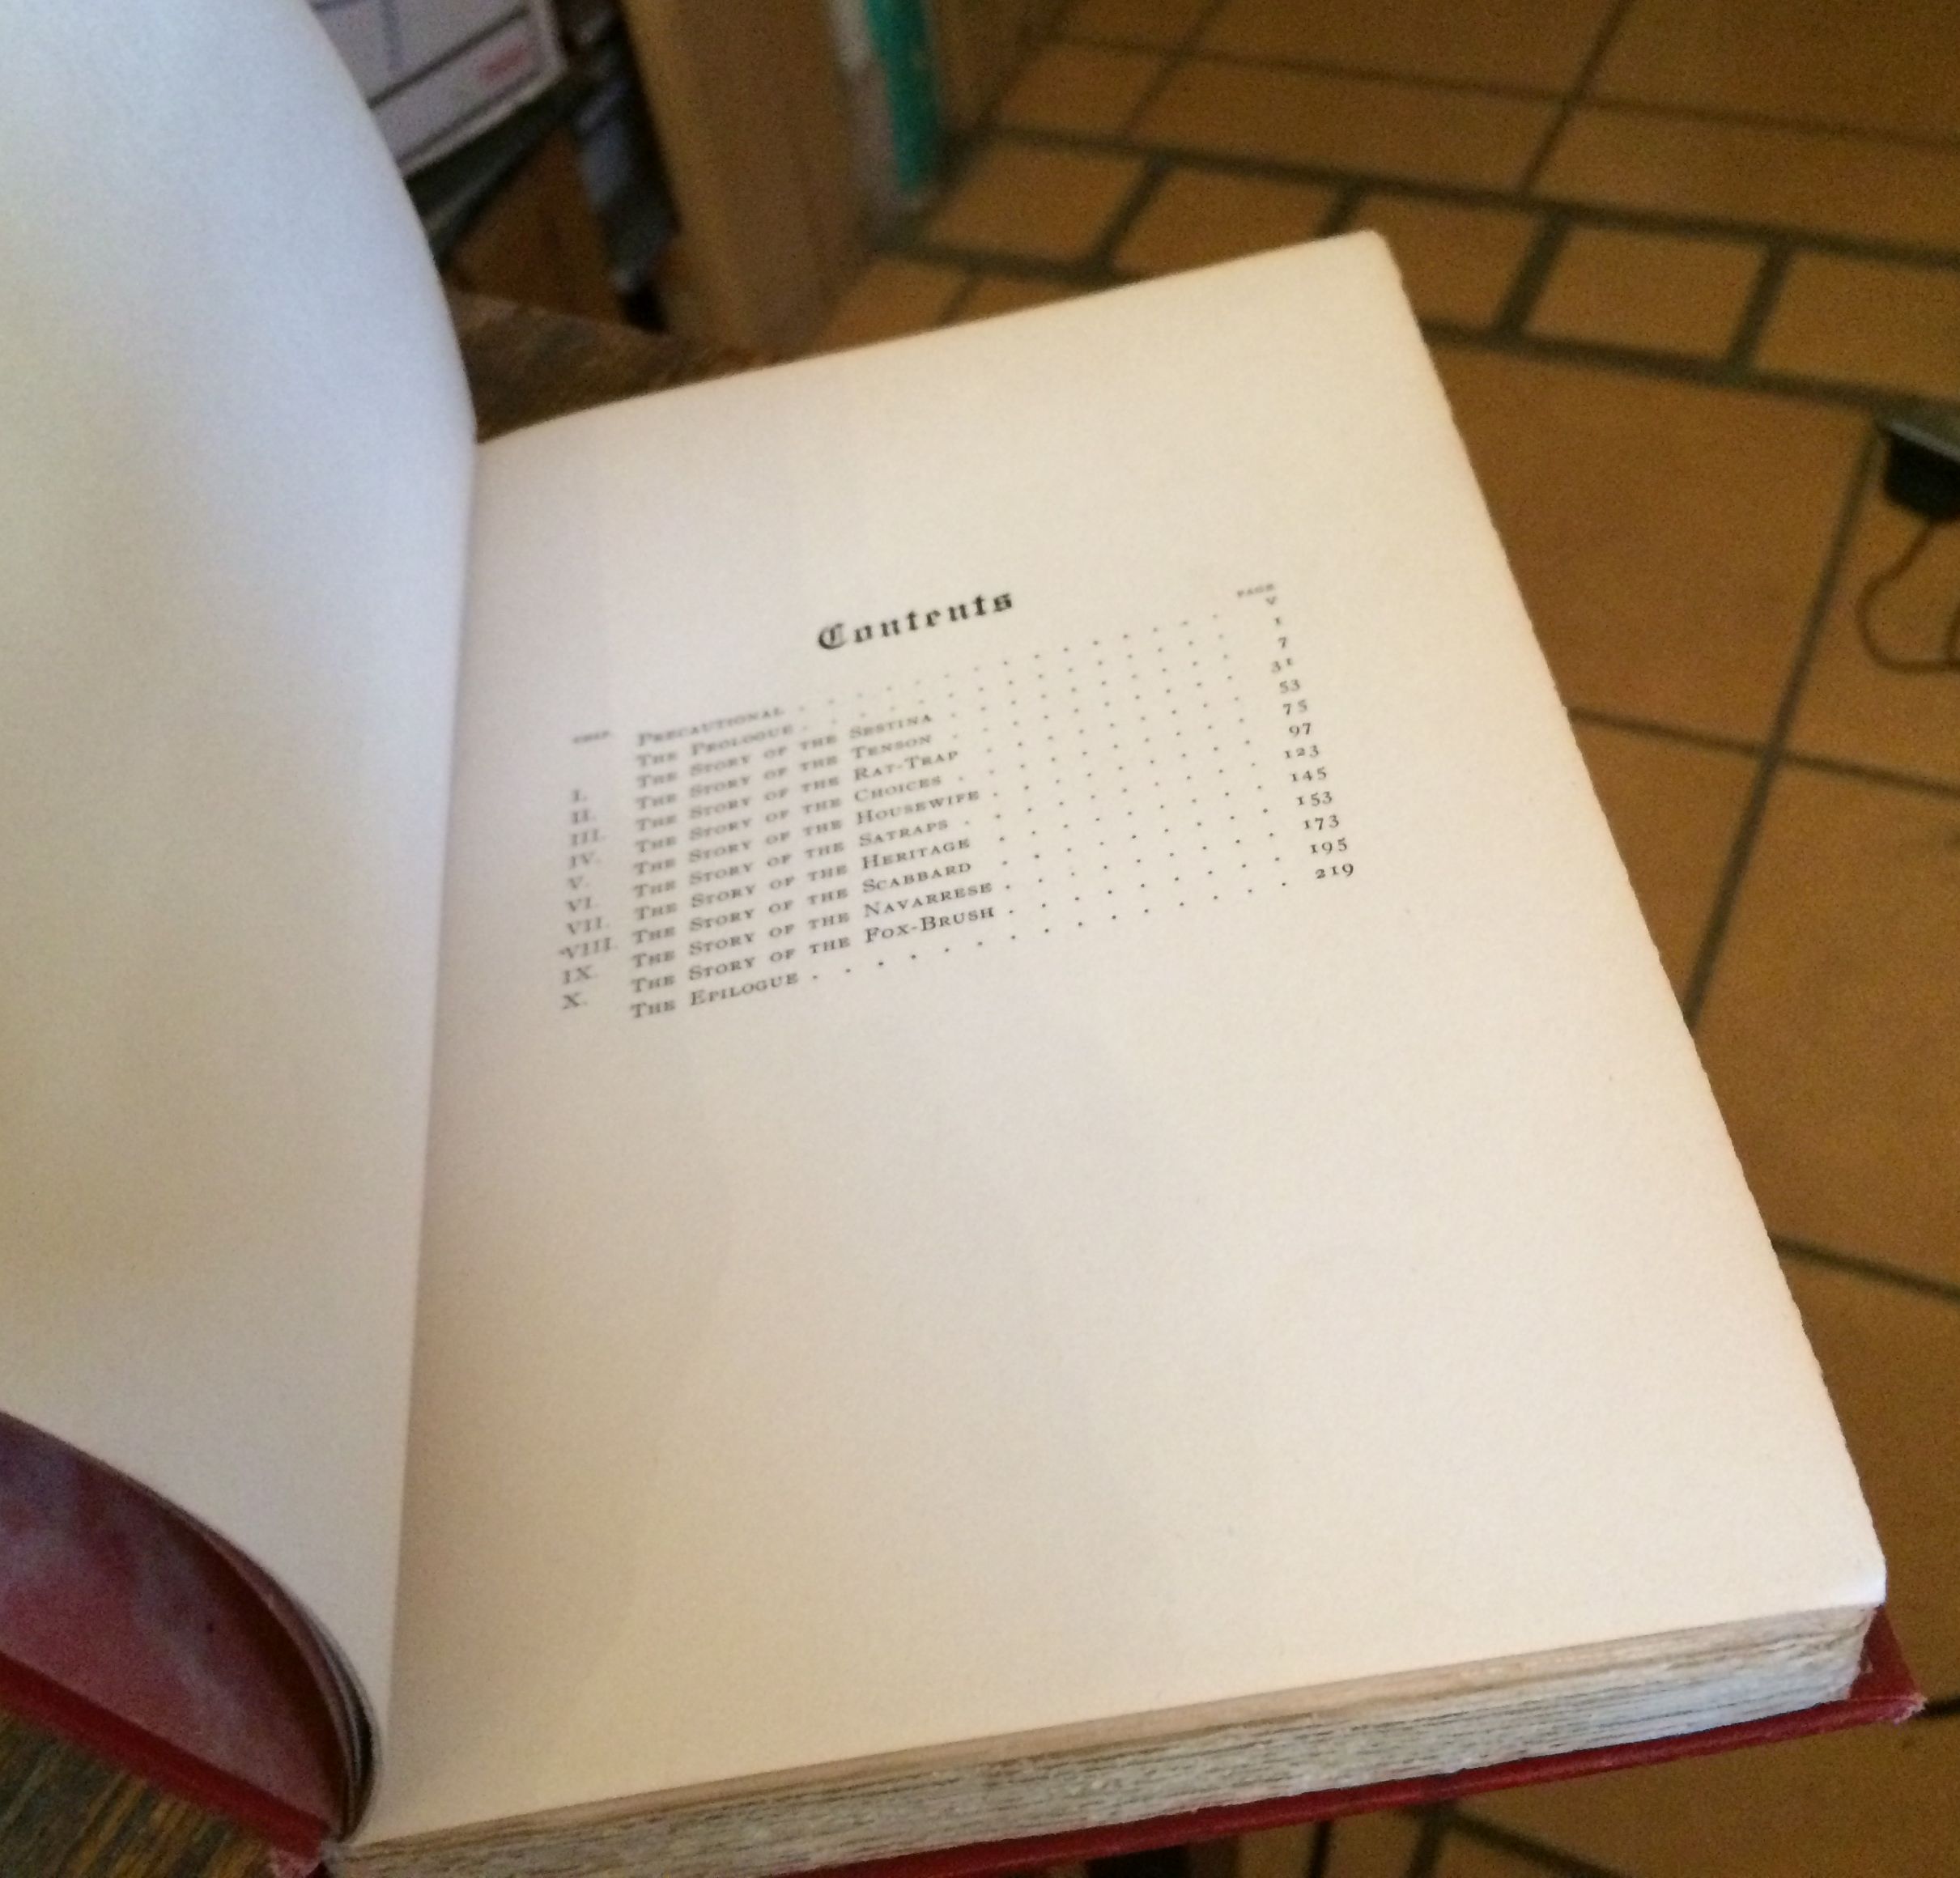 Contents
CHAP. PAGE
PRECAUTIONAL . . . . . . . . . . . . . . . v
THE PROLOGUE . . . . . . . . . . . . . . 1
I. THE STORY OF THE SESTINA . . . . . . . . . . 7
II. THE STORY OF THE TENSON . . . . . . . . . . 31
III. THE STORY OF THE RAT-TRAP . . . . . . . . . 53
IV. THE STORY OF THE CHOICES . . . . . . . . . . 75
V. THE STORY OF THE HOUSEWIFE . . . . . . . . . 97
VI. THE STORY OF THE SATRAPS . . . . . . . . . . 123
VII. THE STORY OF THE HERITAGE . . . . . . . . . 145
VIII. THE STORY OF THE SCABBARD . . . . . . . . . 153
IX. THE STORY OF THE NAVARRESE . . . . . . . . . 173
X. THE STORY OF THE FOX-BRUSH . . . . . . . . . 195
THE EPILOGUE . . . . . . . . . . . . . . . 219